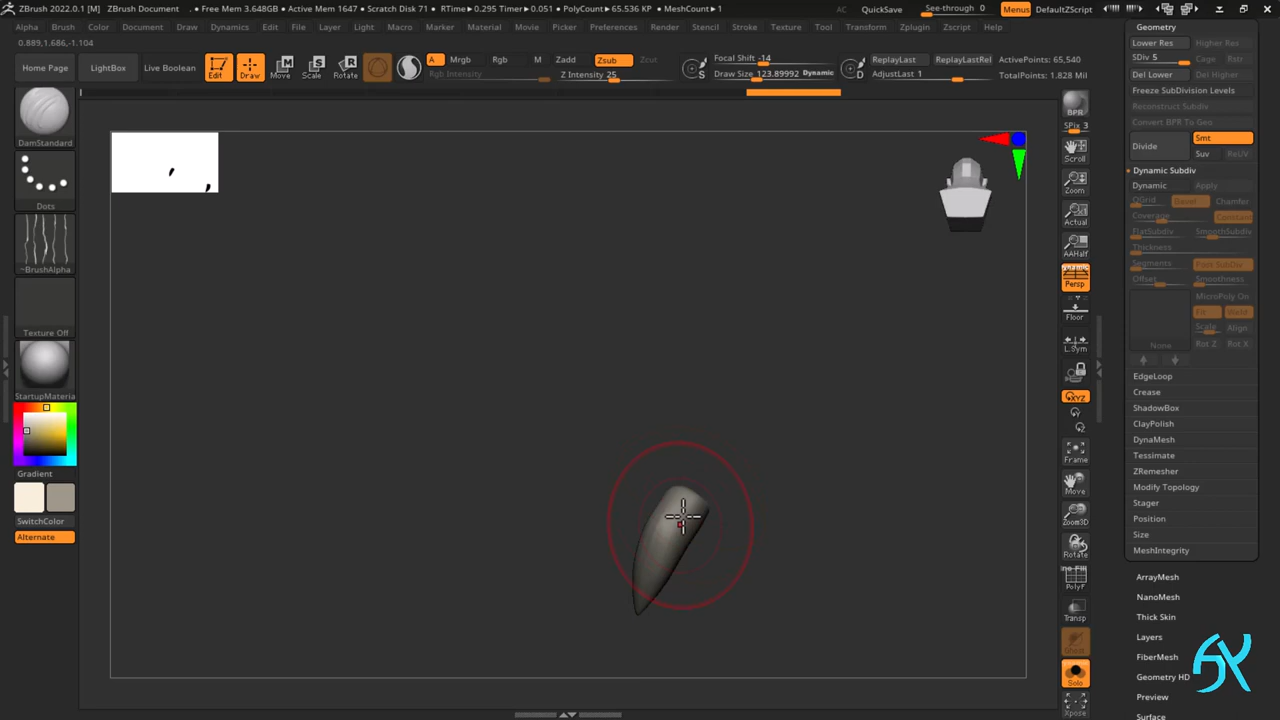 ZBrush 2022.0.1 [M]   ZBrush Document   . • Free Mem 3.648GB • Active Mem 1647 • Scratch Disk 71 • RTime►0.295 Timer►0.051 • PolyCount►65.536 KP • MeshCount►1   AC   QuickSave   See-through 0   Menus   DefaultZScript
Alpha Brush Color Document Draw Dynamics Edit File Layer Light Macro Marker Material Movie Picker Preferences Render Stencil Stroke Texture Tool Transform Zplugin Zscript Help
0.889,1.686,-1.104
Home Page
LightBox
Live Boolean
Edit
Draw
Move
Scale
Rotate
A
Mrgb
Rgb
M
Zadd
Zsub
Zcut
Rgb Intensity
Z Intensity 25
S
Focal Shift -14
Draw Size 123.89992
Dynamic
D
ReplayLast
ReplayLastRel
AdjustLast 1
ActivePoints: 65,540
TotalPoints: 1.828 Mil
DamStandard
Dots
~BrushAlpha
Texture Off
StartupMateria
Gradient
SwitchColor
Alternate
BPR
SPix 3
Scroll
Zoom
Actual
AAHalf
Persp
Floor
L.Sym
XYZ
Y
Z
Frame
Move
Zoom3D
Rotate
PolyF
Transp
Ghost
Solo
Xpose
Geometry
Lower Res
Higher Res
SDiv 5
Cage
Rstr
Del Lower
Del Higher
Freeze SubDivision Levels
Reconstruct Subdiv
Convert BPR To Geo
Divide
Smt
Suv
ReUV
Dynamic Subdiv
Dynamic
Apply
QGrid
Bevel
Chamfer
Coverage
Constant
FlatSubdiv
SmoothSubdiv
Thickness
Segments
Post SubDiv
Offset
Smoothness
MicroPoly On
Fit
Weld
Scale
Align
None
Rot Z
Rot X
EdgeLoop
Crease
ShadowBox
ClayPolish
DynaMesh
Tessimate
ZRemesher
Modify Topology
Stager
Position
Size
MeshIntegrity
ArrayMesh
NanoMesh
Thick Skin
Layers
FiberMesh
Geometry HD
Preview
Surface